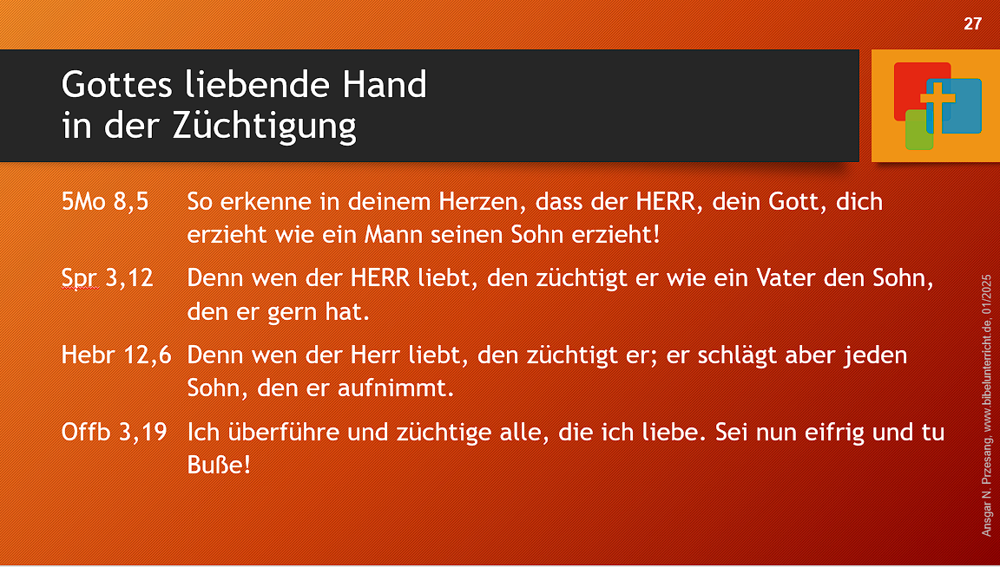 27
Gottes liebende Hand
in der Züchtigung
5Mo 8,5 So erkenne in deinem Herzen, dass der HERR, dein Gott, dich
erzieht wie ein Mann seinen Sohn erzieht!
Spr 3,12 Denn wen der HERR liebt, den züchtigt er wie ein Vater den Sohn,
den er gern hat.
Hebr 12,6 Denn wen der Herr liebt, den züchtigt er; er schlägt aber jeden
Sohn, den er aufnimmt.
Offb 3,19 Ich überführe und züchtige alle, die ich liebe. Sei nun eifrig und tu
Buße!
Ansgar N. Przesang, www.bibelunterricht.de, 01/2025